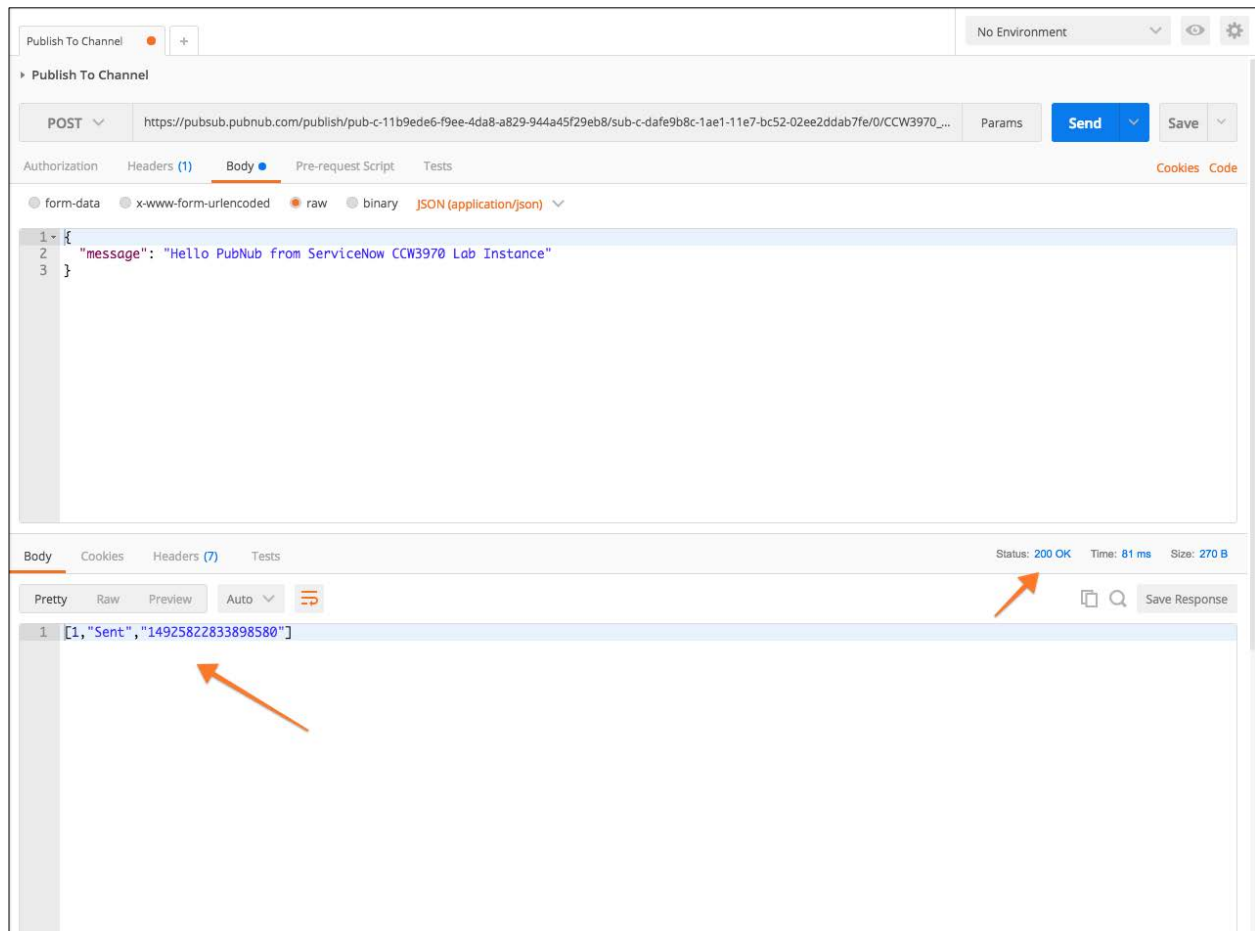 Publish To Channel + No Environment
Publish To Channel
POST https://pubsub.pubnub.com/publish/pub-c-11b9ede6-f9ee-4da8-a829-944a45f29eb8/sub-c-dafe9b8c-1ae1-11e7-bc52-02ee2ddab7fe/0/CCW3970_... Params Send Save
Authorization Headers (1) Body Pre-request Script Tests Cookies Code
form-data x-www-form-urlencoded raw binary JSON (application/json)
1 {
2 "message": "Hello PubNub from ServiceNow CCW3970 Lab Instance"
3 }
Body Cookies Headers (7) Tests Status: 200 OK Time: 81 ms Size: 270 B
Pretty Raw Preview Auto Save Response
1 [1,"Sent","14925822833898580"]